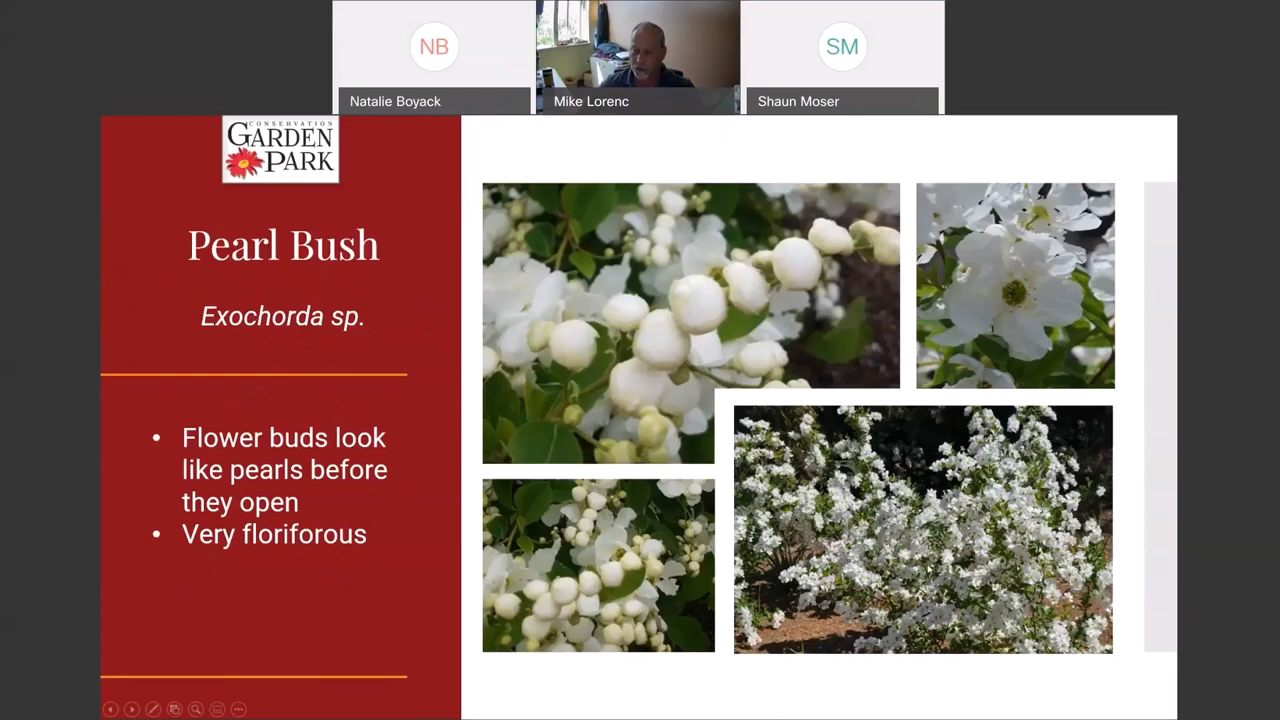 NB
SM
Natalie Boyack
Mike Lorenc
Shaun Moser
CONSERVATION
GARDEN
PARK
Pearl Bush
Exochorda sp.
• Flower buds look
like pearls before
they open
• Very floriforous